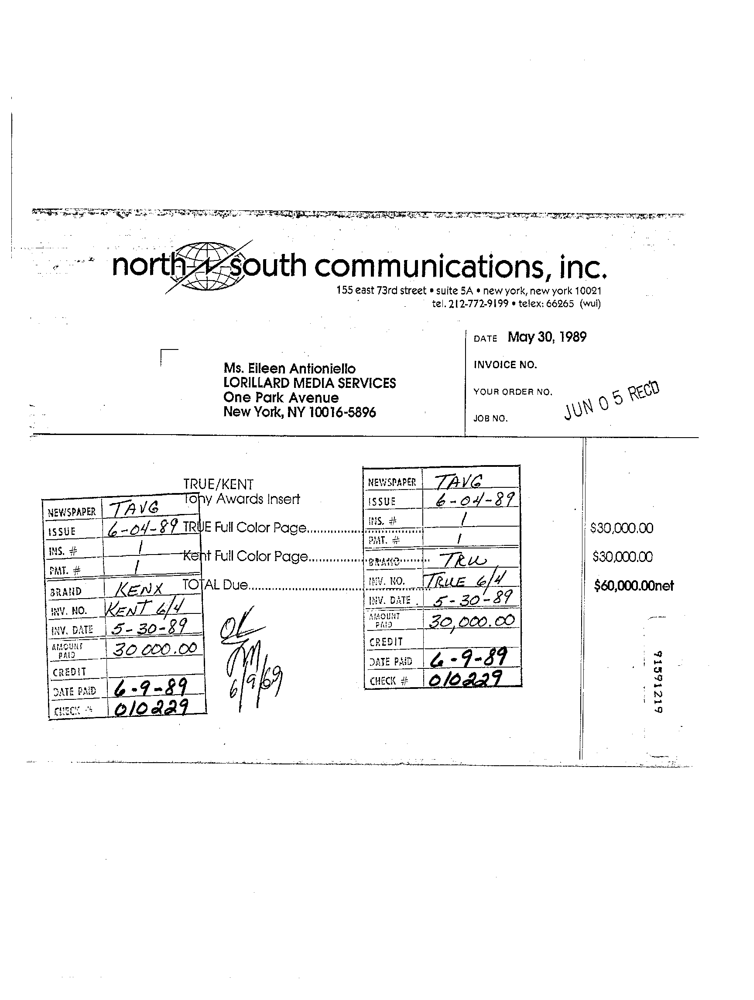 north south communications, inc.
155 east 73rd street • suite 5A • new york, new york 10021
tel. 212-772-9199 • telex: 66265 (wui)
DATE May 30, 1989
INVOICE NO.
YOUR ORDER NO.
JOB NO.
JUN 05 REC'D
Ms. Eileen Antioniello
LORILLARD MEDIA SERVICES
One Park Avenue
New York, NY 10016-5896
TRUE/KENT
Tony Awards Insert
TRUE Full Color Page..................... $30,000.00
Kent Full Color Page..................... $30,000.00
TOTAL Due..................... $60,000.00net
NEWSPAPER TAVG
ISSUE 6-04-89
INS. # 1
PMT. # 1
BRAND KENX
INV. NO. KENT 6/4
INV. DATE 5-30-89
AMOUNT PAID 30 000.00
CREDIT
DATE PAID 6-9-89
CHECK # 010229
OK
6/9/89
NEWSPAPER TAVG
ISSUE 6-04-89
INS. # 1
PMT. # 1
BRAND TRU
INV. NO. TRUE 6/4
INV. DATE 5-30-89
AMOUNT PAID 30,000.00
CREDIT
DATE PAID 6-9-89
CHECK # 010229
91591219